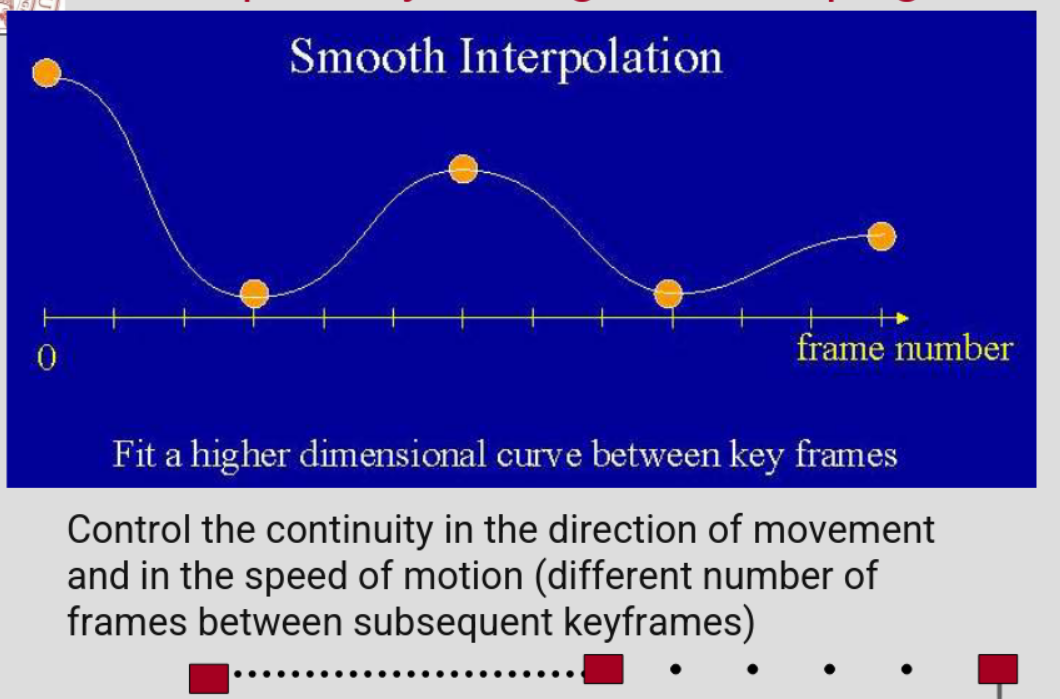 Smooth Interpolation
0
frame number
Fit a higher dimensional curve between key frames
Control the continuity in the direction of movement
and in the speed of motion (different number of
frames between subsequent keyframes)